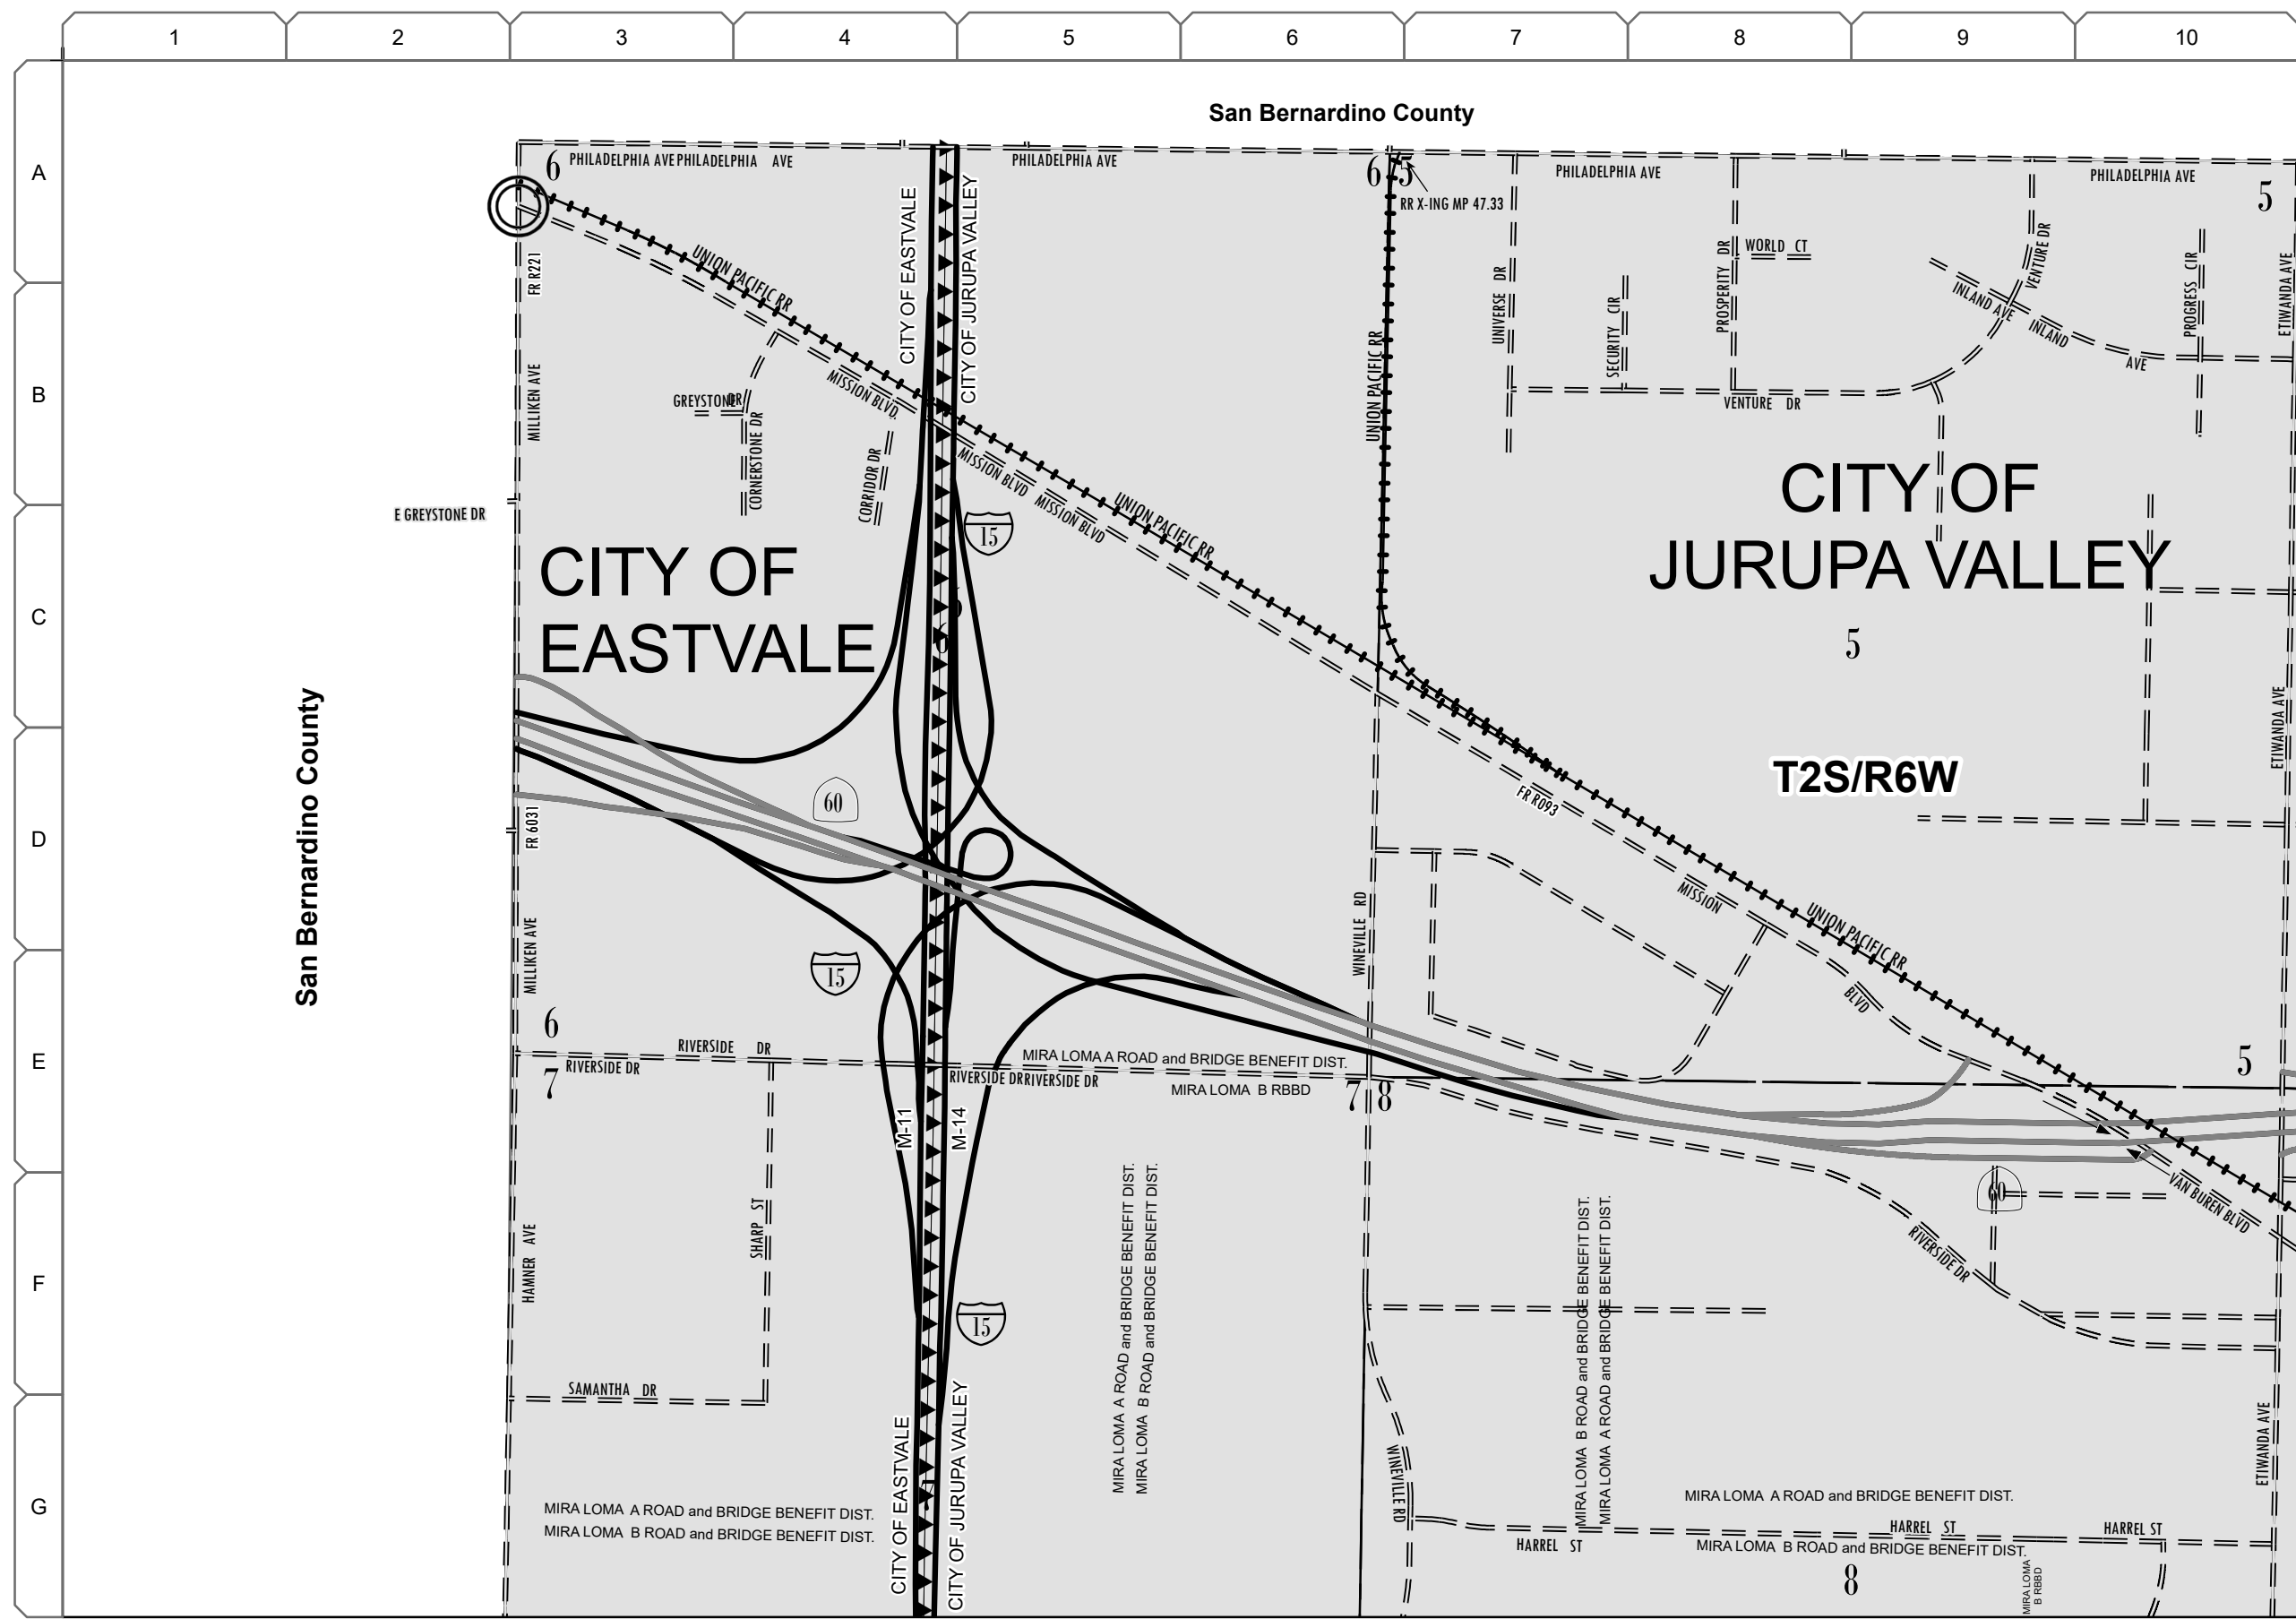 1 2 3 4 5 6 7 8 9 10
A
B
C
D
E
F
G
San Bernardino County
6
PHILADELPHIA AVE PHILADELPHIA AVE
PHILADELPHIA AVE
6 5
RR X-ING MP 47.33
PHILADELPHIA AVE
PHILADELPHIA AVE
5
FR R221
UNION PACIFIC RR
CITY OF EASTVALE
CITY OF JURUPA VALLEY
UNIVERSE DR
SECURITY CIR
PROSPERITY DR
WORLD CT
VENTURE DR
INLAND AVE
INLAND
AVE
PROGRESS CIR
ETIWANDA AVE
MILLIKEN AVE
GREYSTONE DR
CORNERSTONE DR
MISSION BLVD
CORRIDOR DR
MISSION BLVD
MISSION BLVD
UNION PACIFIC RR
UNION PACIFIC RR
VENTURE DR
E GREYSTONE DR
15
CITY OF
EASTVALE
CITY OF
JURUPA VALLEY
5
6
5
San Bernardino County
ETIWANDA AVE
T2S/R6W
60
FR 6031
FR R093
MISSION
BLVD
UNION PACIFIC RR
WINEVILLE RD
MILLIKEN AVE
15
6
RIVERSIDE DR
RIVERSIDE DR
7
MIRA LOMA A ROAD and BRIDGE BENEFIT DIST.
RIVERSIDE DR RIVERSIDE DR
MIRA LOMA B RBBD
7 8
5
M-11
M-14
HAMNER AVE
SHARP ST
60
VAN BUREN BLVD
RIVERSIDE DR
15
MIRA LOMA A ROAD and BRIDGE BENEFIT DIST.
MIRA LOMA B ROAD and BRIDGE BENEFIT DIST.
MIRA LOMA B ROAD and BRIDGE BENEFIT DIST.
MIRA LOMA A ROAD and BRIDGE BENEFIT DIST.
SAMANTHA DR
CITY OF EASTVALE
CITY OF JURUPA VALLEY
7
WINEVILLE RD
ETIWANDA AVE
MIRA LOMA A ROAD and BRIDGE BENEFIT DIST.
MIRA LOMA B ROAD and BRIDGE BENEFIT DIST.
MIRA LOMA A ROAD and BRIDGE BENEFIT DIST.
HARREL ST
HARREL ST
HARREL ST
MIRA LOMA B ROAD and BRIDGE BENEFIT DIST.
8
MIRA LOMA
B RBBD